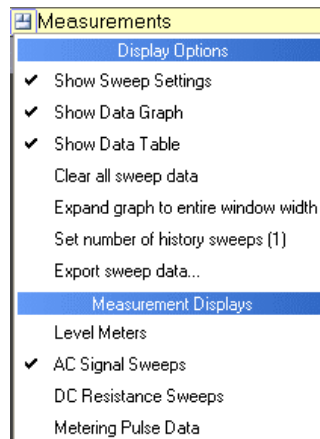 Measurements
Display Options
Show Sweep Settings
Show Data Graph
Show Data Table
Clear all sweep data
Expand graph to entire window width
Set number of history sweeps (1)
Export sweep data...
Measurement Displays
Level Meters
AC Signal Sweeps
DC Resistance Sweeps
Metering Pulse Data